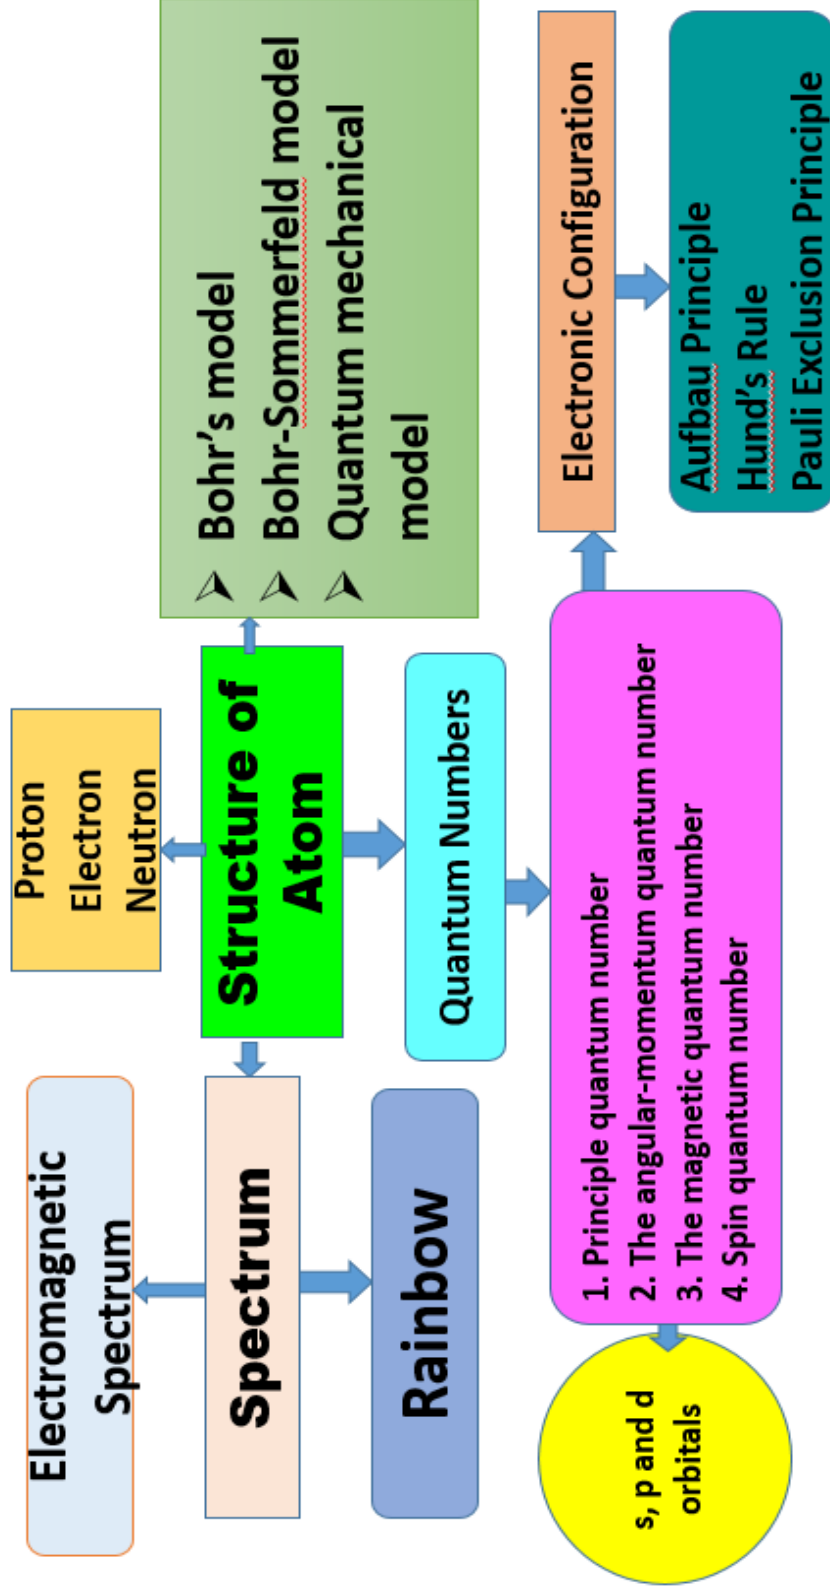 Electromagnetic
Spectrum
Proton
Electron
Neutron
Spectrum
Structure of
Atom
➢ Bohr’s model
➢ Bohr-Sommerfeld model
➢ Quantum mechanical
model
Rainbow
Quantum Numbers
s, p and d
orbitals
1. Principle quantum number
2. The angular-momentum quantum number
3. The magnetic quantum number
4. Spin quantum number
Electronic Configuration
Aufbau Principle
Hund’s Rule
Pauli Exclusion Principle